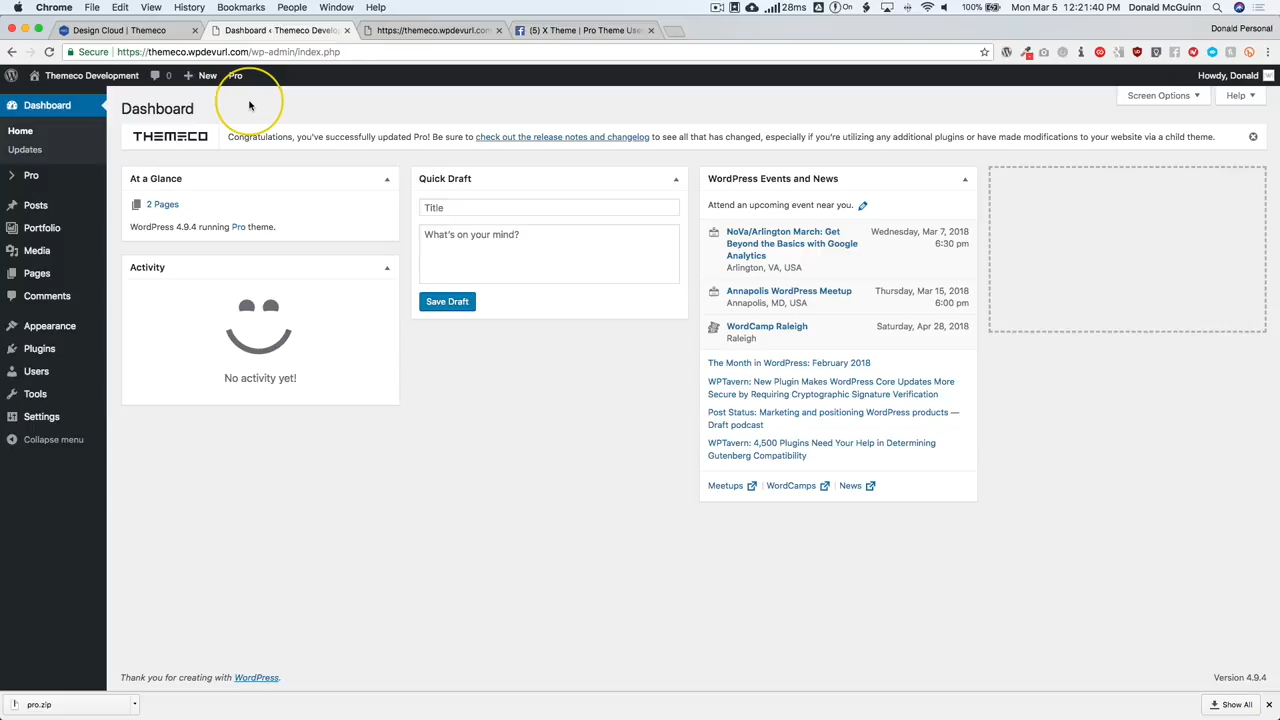 Chrome File Edit View History Bookmarks People Window Help 28ms On 100% Mon Mar 5 12:21:40 PM Donald McGuinn
Design Cloud | Themeco Dashboard ‹ Themeco Develo https://themeco.wpdevurl.com/ (5) X Theme | Pro Theme Use Donald Personal
Secure https://themeco.wpdevurl.com/wp-admin/index.php
Themeco Development 0 New Pro Howdy, Donald
Dashboard
Home
Updates
Pro
Posts
Portfolio
Media
Pages
Comments
Appearance
Plugins
Users
Tools
Settings
Collapse menu
Screen Options Help
Dashboard
THEMECO Congratulations, you've successfully updated Pro! Be sure to check out the release notes and changelog to see all that has changed, especially if you're utilizing any additional plugins or have made modifications to your website via a child theme.
At a Glance
2 Pages
WordPress 4.9.4 running Pro theme.
Activity
No activity yet!
Quick Draft
Title
What's on your mind?
Save Draft
WordPress Events and News
Attend an upcoming event near you.
NoVa/Arlington March: Get Wednesday, Mar 7, 2018
Beyond the Basics with Google 6:30 pm
Analytics
Arlington, VA, USA
Annapolis WordPress Meetup Thursday, Mar 15, 2018
Annapolis, MD, USA 6:00 pm
WordCamp Raleigh Saturday, Apr 28, 2018
Raleigh
The Month in WordPress: February 2018
WPTavern: New Plugin Makes WordPress Core Updates More
Secure by Requiring Cryptographic Signature Verification
Post Status: Marketing and positioning WordPress products —
Draft podcast
WPTavern: 4,500 Plugins Need Your Help in Determining
Gutenberg Compatibility
Meetups | WordCamps | News
Thank you for creating with WordPress. Version 4.9.4
pro.zip Show All